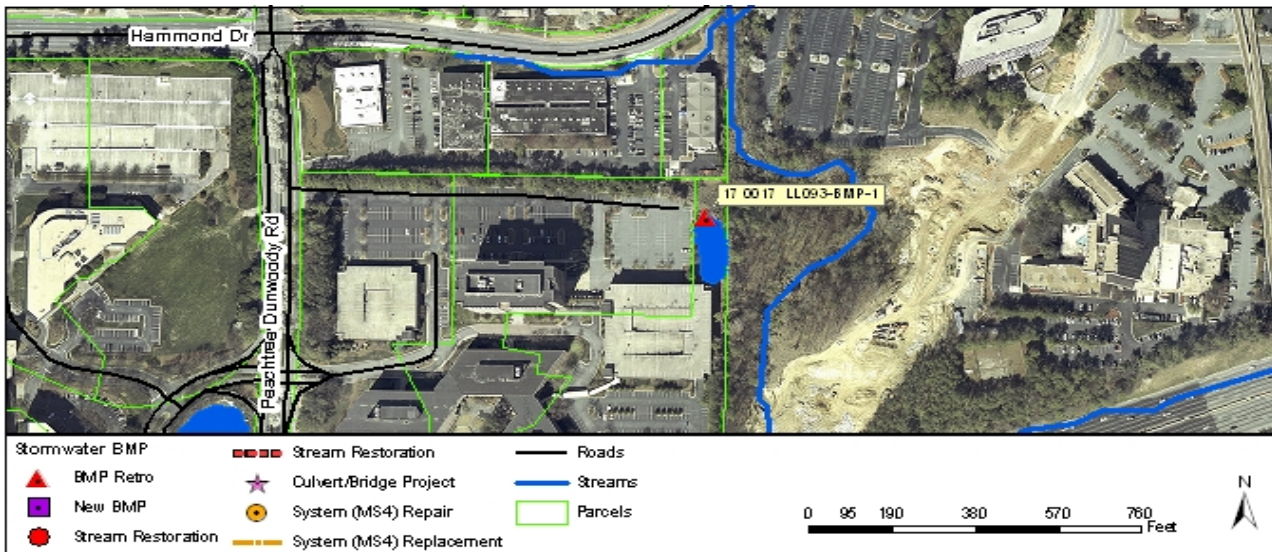 Hammond Dr
17 0017 LL093-BMP-1
Peachtree Dunwoody Rd
Stormwater BMP
BMP Retro
New BMP
Stream Restoration
Stream Restoration
Culvert/Bridge Project
System (MS4) Repair
System (MS4) Replacement
Roads
Streams
Parcels
0 95 190 380 570 760
Feet
N